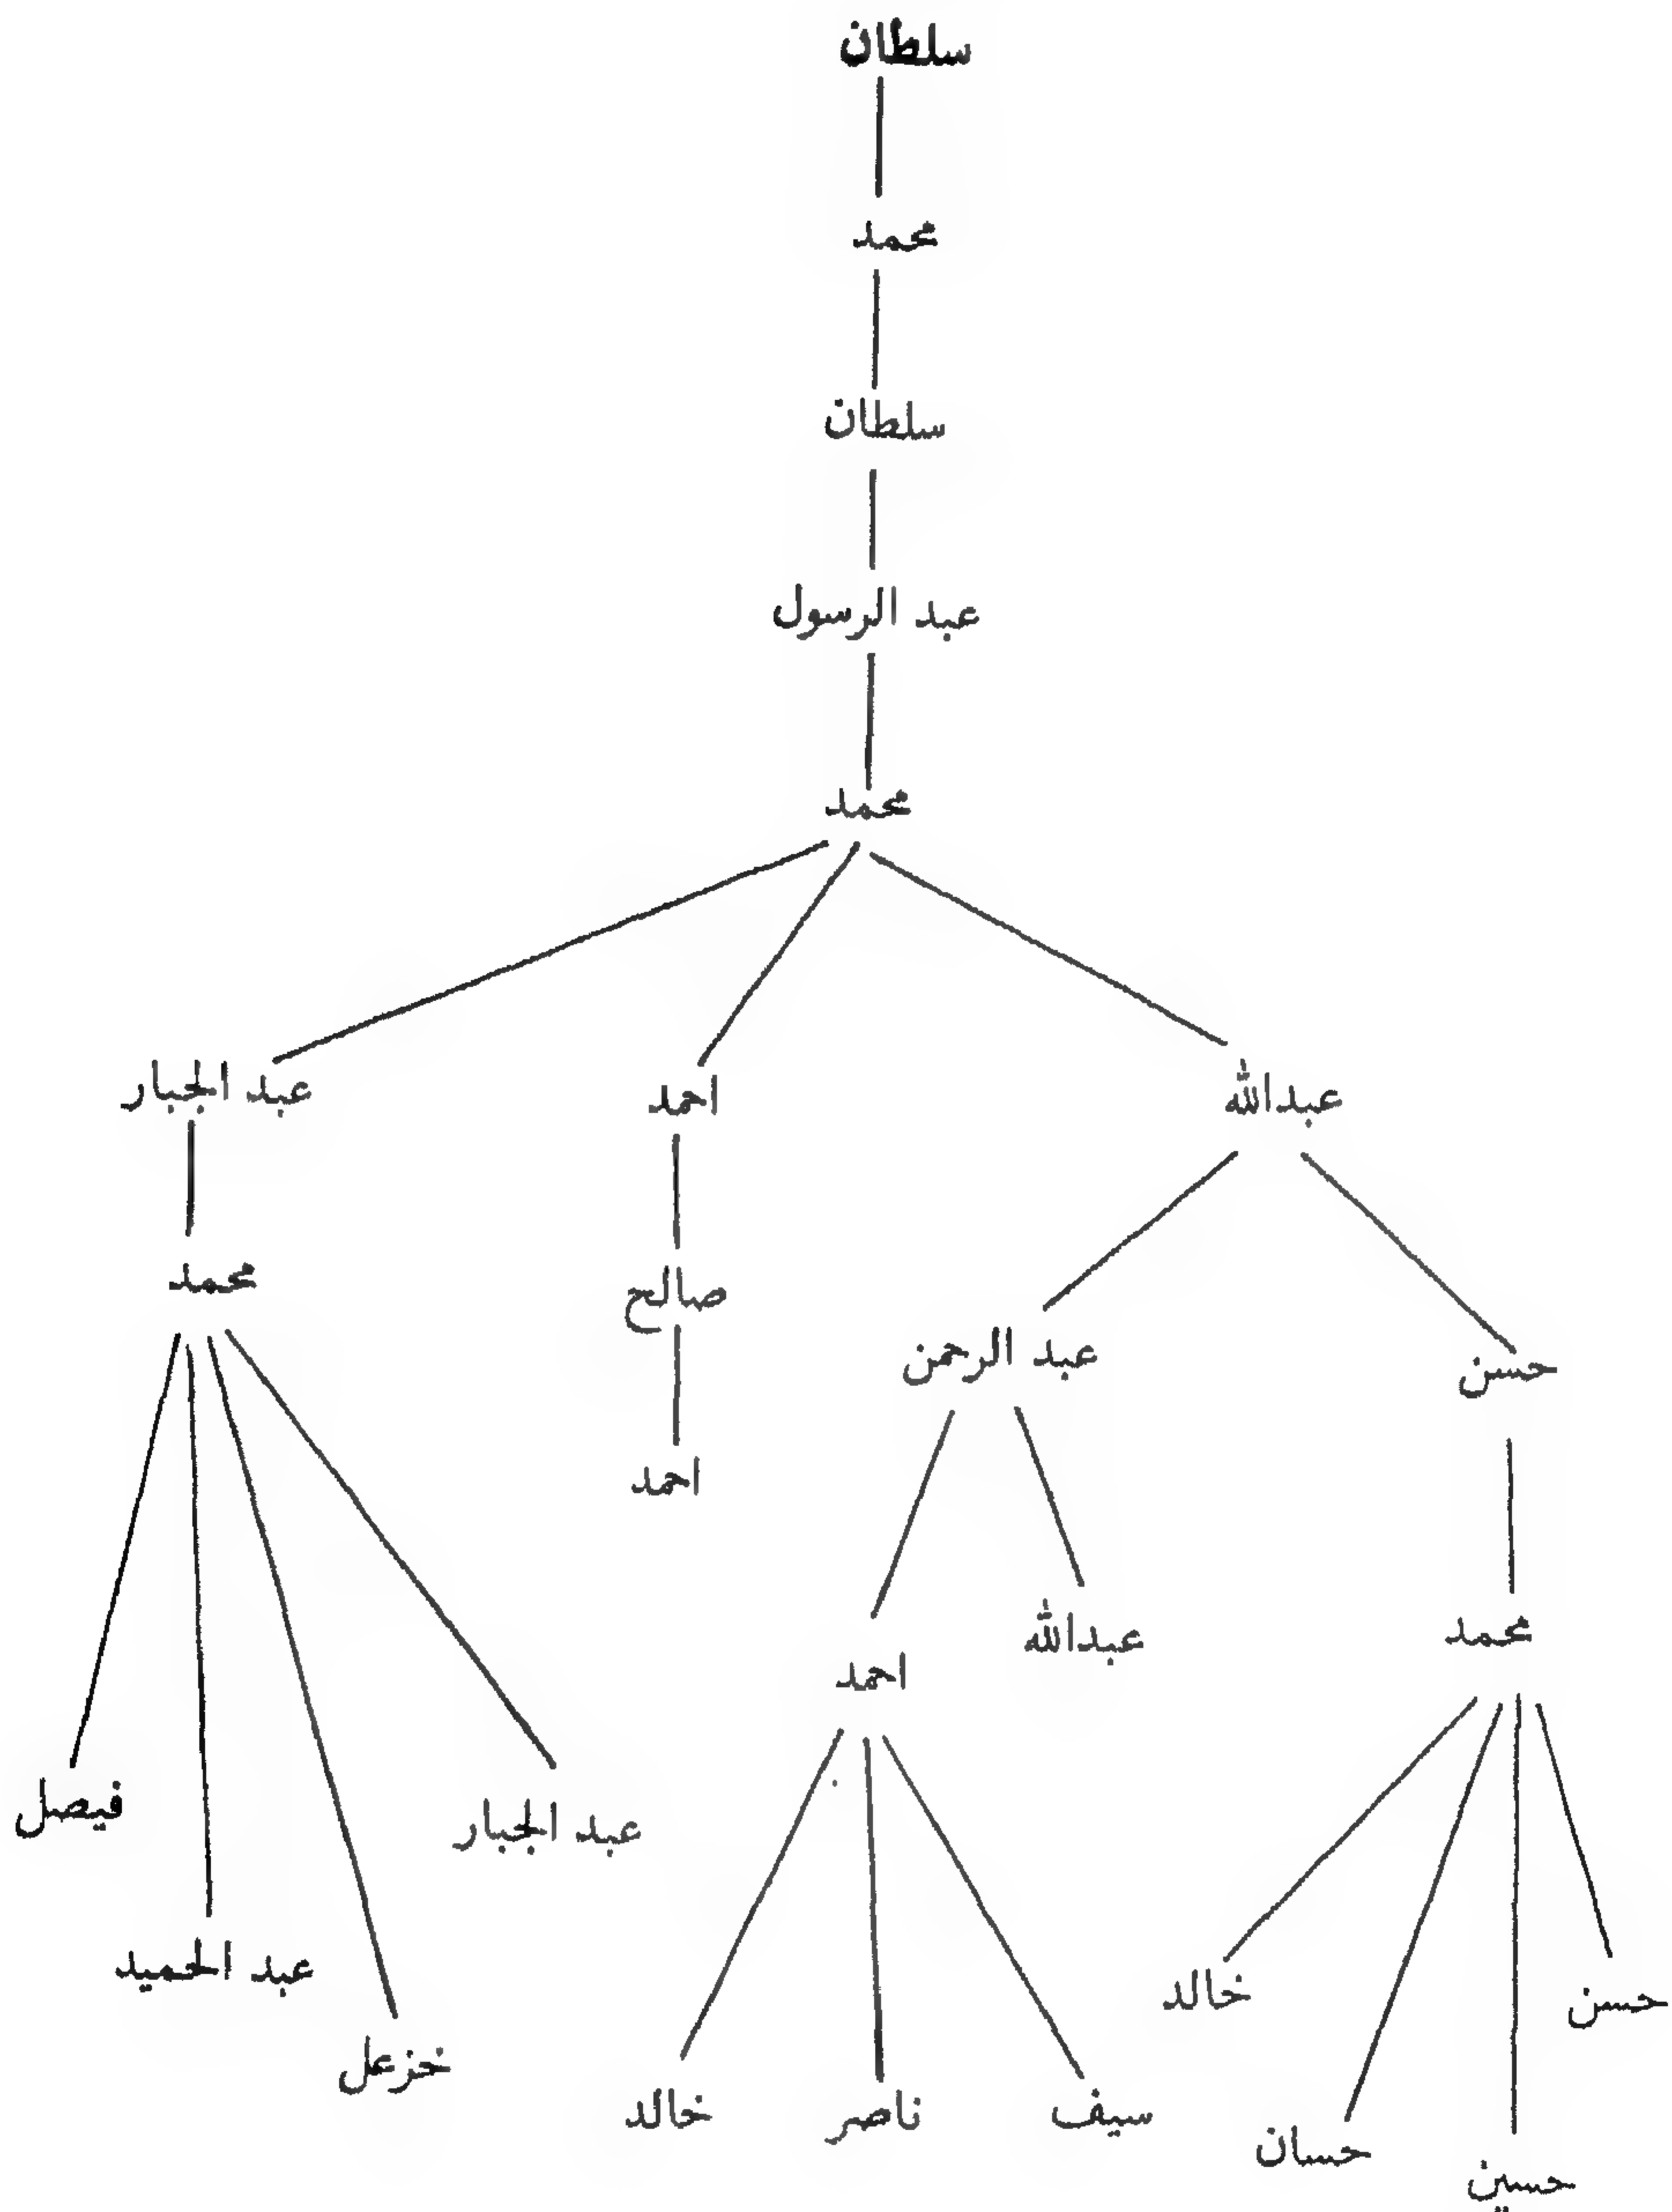 سلطان
محمد
سلطان
عبد الرسول
محمد
عبدالله
احمد
عبد الجبار
حسن
عبد الرحمن
صالح
محمد
احمد
محمد
عبدالله
احمد
عبد الجبار
فيصل
حسن
خالد
عبد الحميد
خزعل
سيف
ناصر
خالد
حسان
حسين